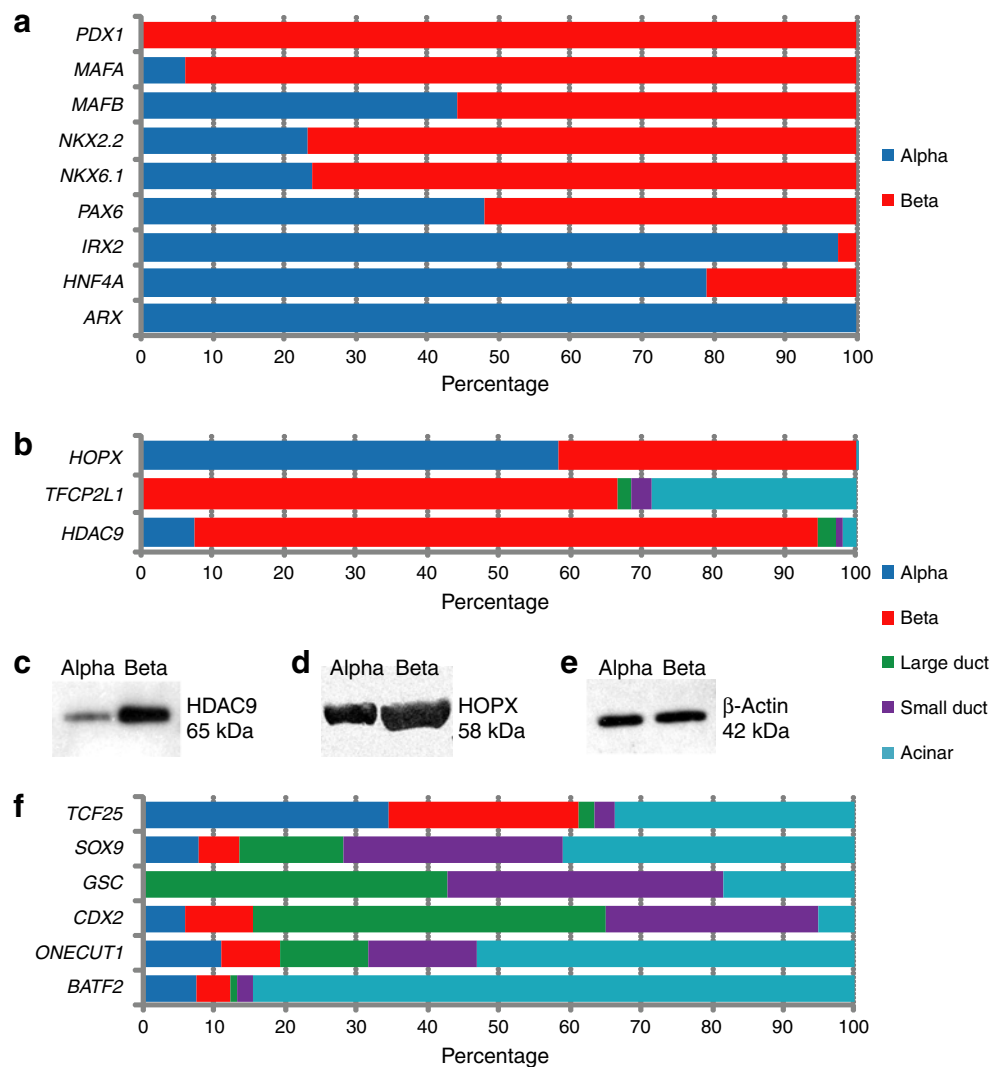 a
PDX1
MAFA
MAFB
NKX2.2
NKX6.1
PAX6
IRX2
HNF4A
ARX
0 10 20 30 40 50 60 70 80 90 100
Percentage
Alpha
Beta
b
HOPX
TFCP2L1
HDAC9
0 10 20 30 40 50 60 70 80 90 100
Percentage
Alpha
Beta
Large duct
Small duct
Acinar
c
Alpha Beta
HDAC9
65 kDa
d
Alpha Beta
HOPX
58 kDa
e
Alpha Beta
β-Actin
42 kDa
f
TCF25
SOX9
GSC
CDX2
ONECUT1
BATF2
0 10 20 30 40 50 60 70 80 90 100
Percentage